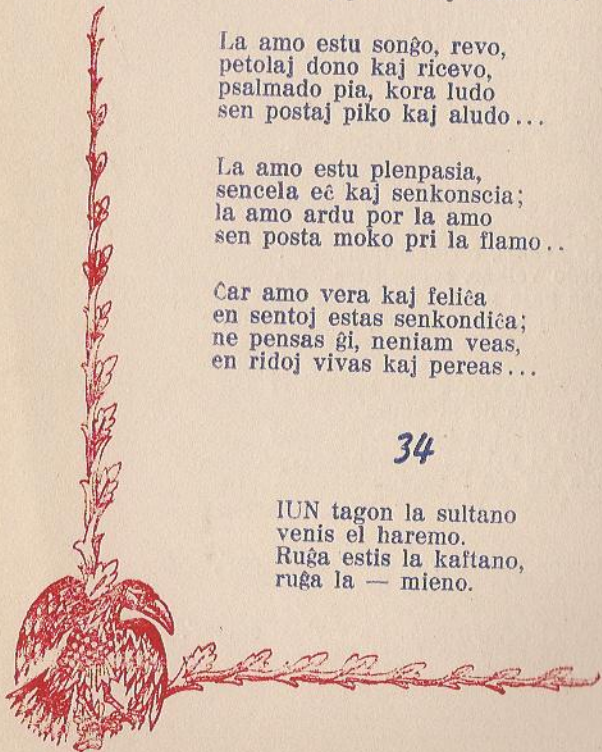 La amo estu sonĝo, revo,
petolaj dono kaj ricevo,
psalmado pia, kora ludo
sen postaj piko kaj aludo...
La amo estu plenpasia,
sencela eĉ kaj senkonscia;
la amo ardu por la amo
sen posta moko pri la flamo..
Ĉar amo vera kaj feliĉa
en sentoj estas senkondiĉa;
ne pensas ĝi, neniam veas,
en ridoj vivas kaj pereas...
34
IUN tagon la sultano
venis el haremo.
Ruĝa estis la kaftano,
ruĝa la — mieno.